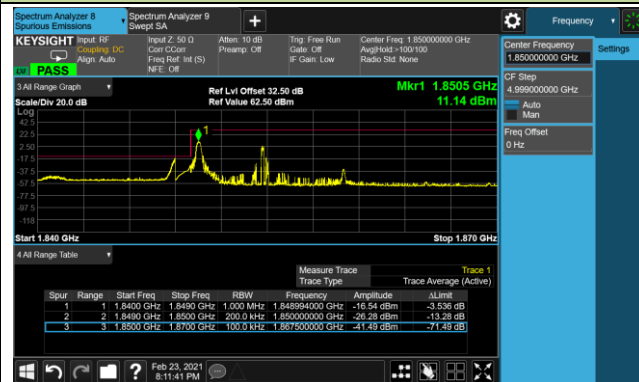 Spectrum Analyzer 8
Spurious Emissions
Spectrum Analyzer 9
Swept SA
Frequency
KEYSIGHT
Input: RF
Coupling: DC
Align: Auto
Input Z: 50 Ω
Corr CCorr
Freq Ref: Int (S)
NFE: Off
Atten: 10 dB
Preamp: Off
Trig: Free Run
Gate: Off
IF Gain: Low
Center Freq: 1.850000000 GHz
Avg|Hold:>100/100
Radio Std: None
PASS
Center Frequency
1.850000000 GHz
Settings
CF Step
4.999000000 GHz
Auto
Man
Freq Offset
0 Hz
3 All Range Graph
Scale/Div 20.0 dB
Ref Lvl Offset 32.50 dB
Ref Value 62.50 dBm
Mkr1 1.8505 GHz
11.14 dBm
Log
42.5
22.5
2.50
-17.5
-37.5
-57.5
-77.5
-97.5
-118
1
Start 1.840 GHz
Stop 1.870 GHz
4 All Range Table
Measure Trace Trace 1
Trace Type Trace Average (Active)
Spur Range Start Freq Stop Freq RBW Frequency Amplitude ΔLimit
1 1 1.8400 GHz 1.8490 GHz 1.000 MHz 1.848994000 GHz -16.54 dBm -3.536 dB
2 2 1.8490 GHz 1.8500 GHz 200.0 kHz 1.850000000 GHz -26.28 dBm -13.28 dB
3 3 1.8500 GHz 1.8700 GHz 100.0 kHz 1.867500000 GHz -41.49 dBm -71.49 dB
Feb 23, 2021
8:11:41 PM